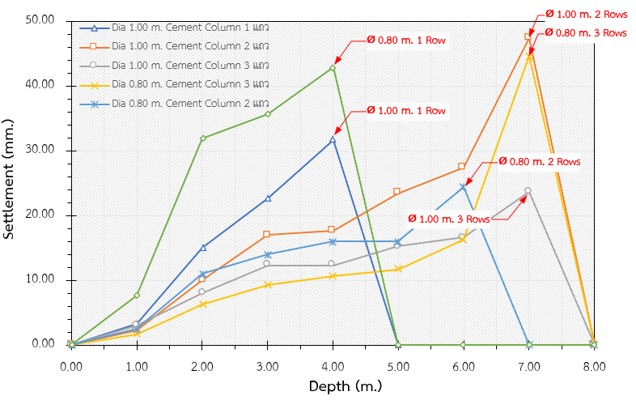 50.00
40.00
30.00
20.00
10.00
0.00
Settlement (mm.)
Dia 1.00 m. Cement Column 1 แถว
Dia 1.00 m. Cement Column 2 แถว
Dia 1.00 m. Cement Column 3 แถว
Dia 0.80 m. Cement Column 3 แถว
Dia 0.80 m. Cement Column 2 แถว
Ø 1.00 m. 2 Rows
Ø 0.80 m. 3 Rows
Ø 0.80 m. 1 Row
Ø 1.00 m. 1 Row
Ø 0.80 m. 2 Rows
Ø 1.00 m. 3 Rows
0.00 1.00 2.00 3.00 4.00 5.00 6.00 7.00 8.00
Depth (m.)